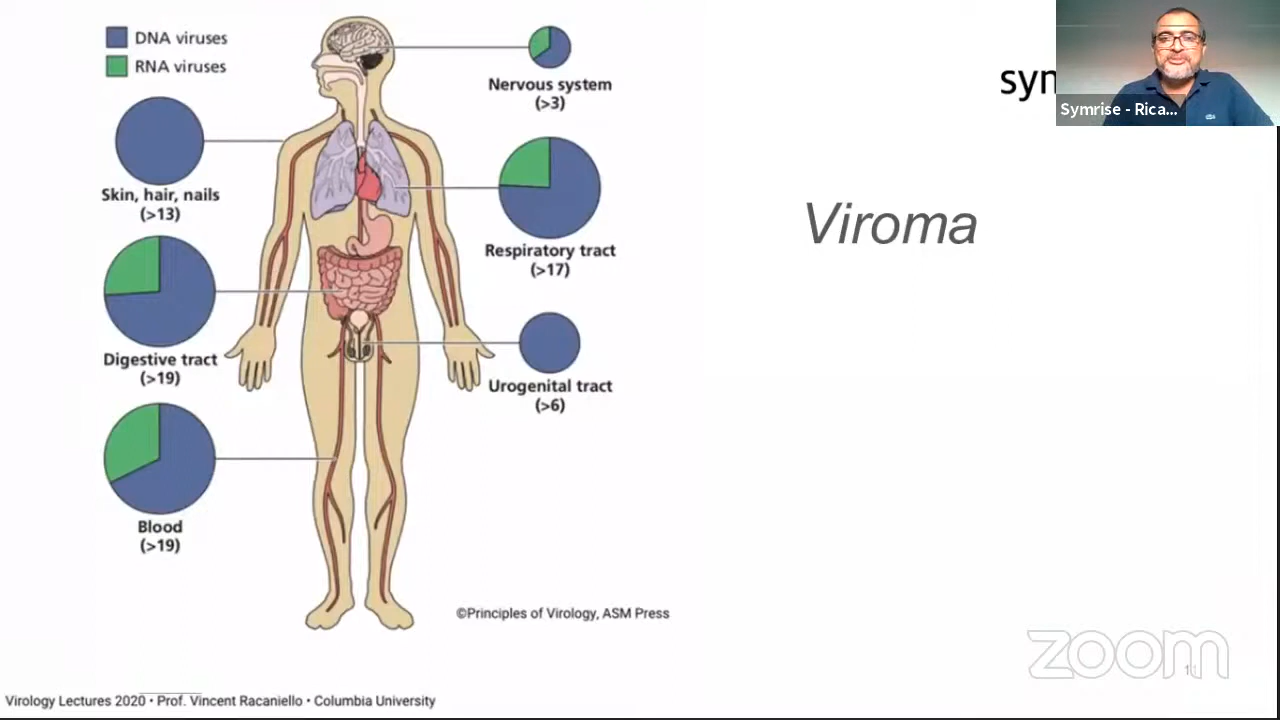 DNA viruses
RNA viruses
Nervous system
(>3)
Skin, hair, nails
(>13)
Respiratory tract
(>17)
Digestive tract
(>19)
Urogenital tract
(>6)
Blood
(>19)
©Principles of Virology, ASM Press
Virology Lectures 2020 • Prof. Vincent Racaniello • Columbia University
Viroma
sym
Symrise - Rica...
zoom
11